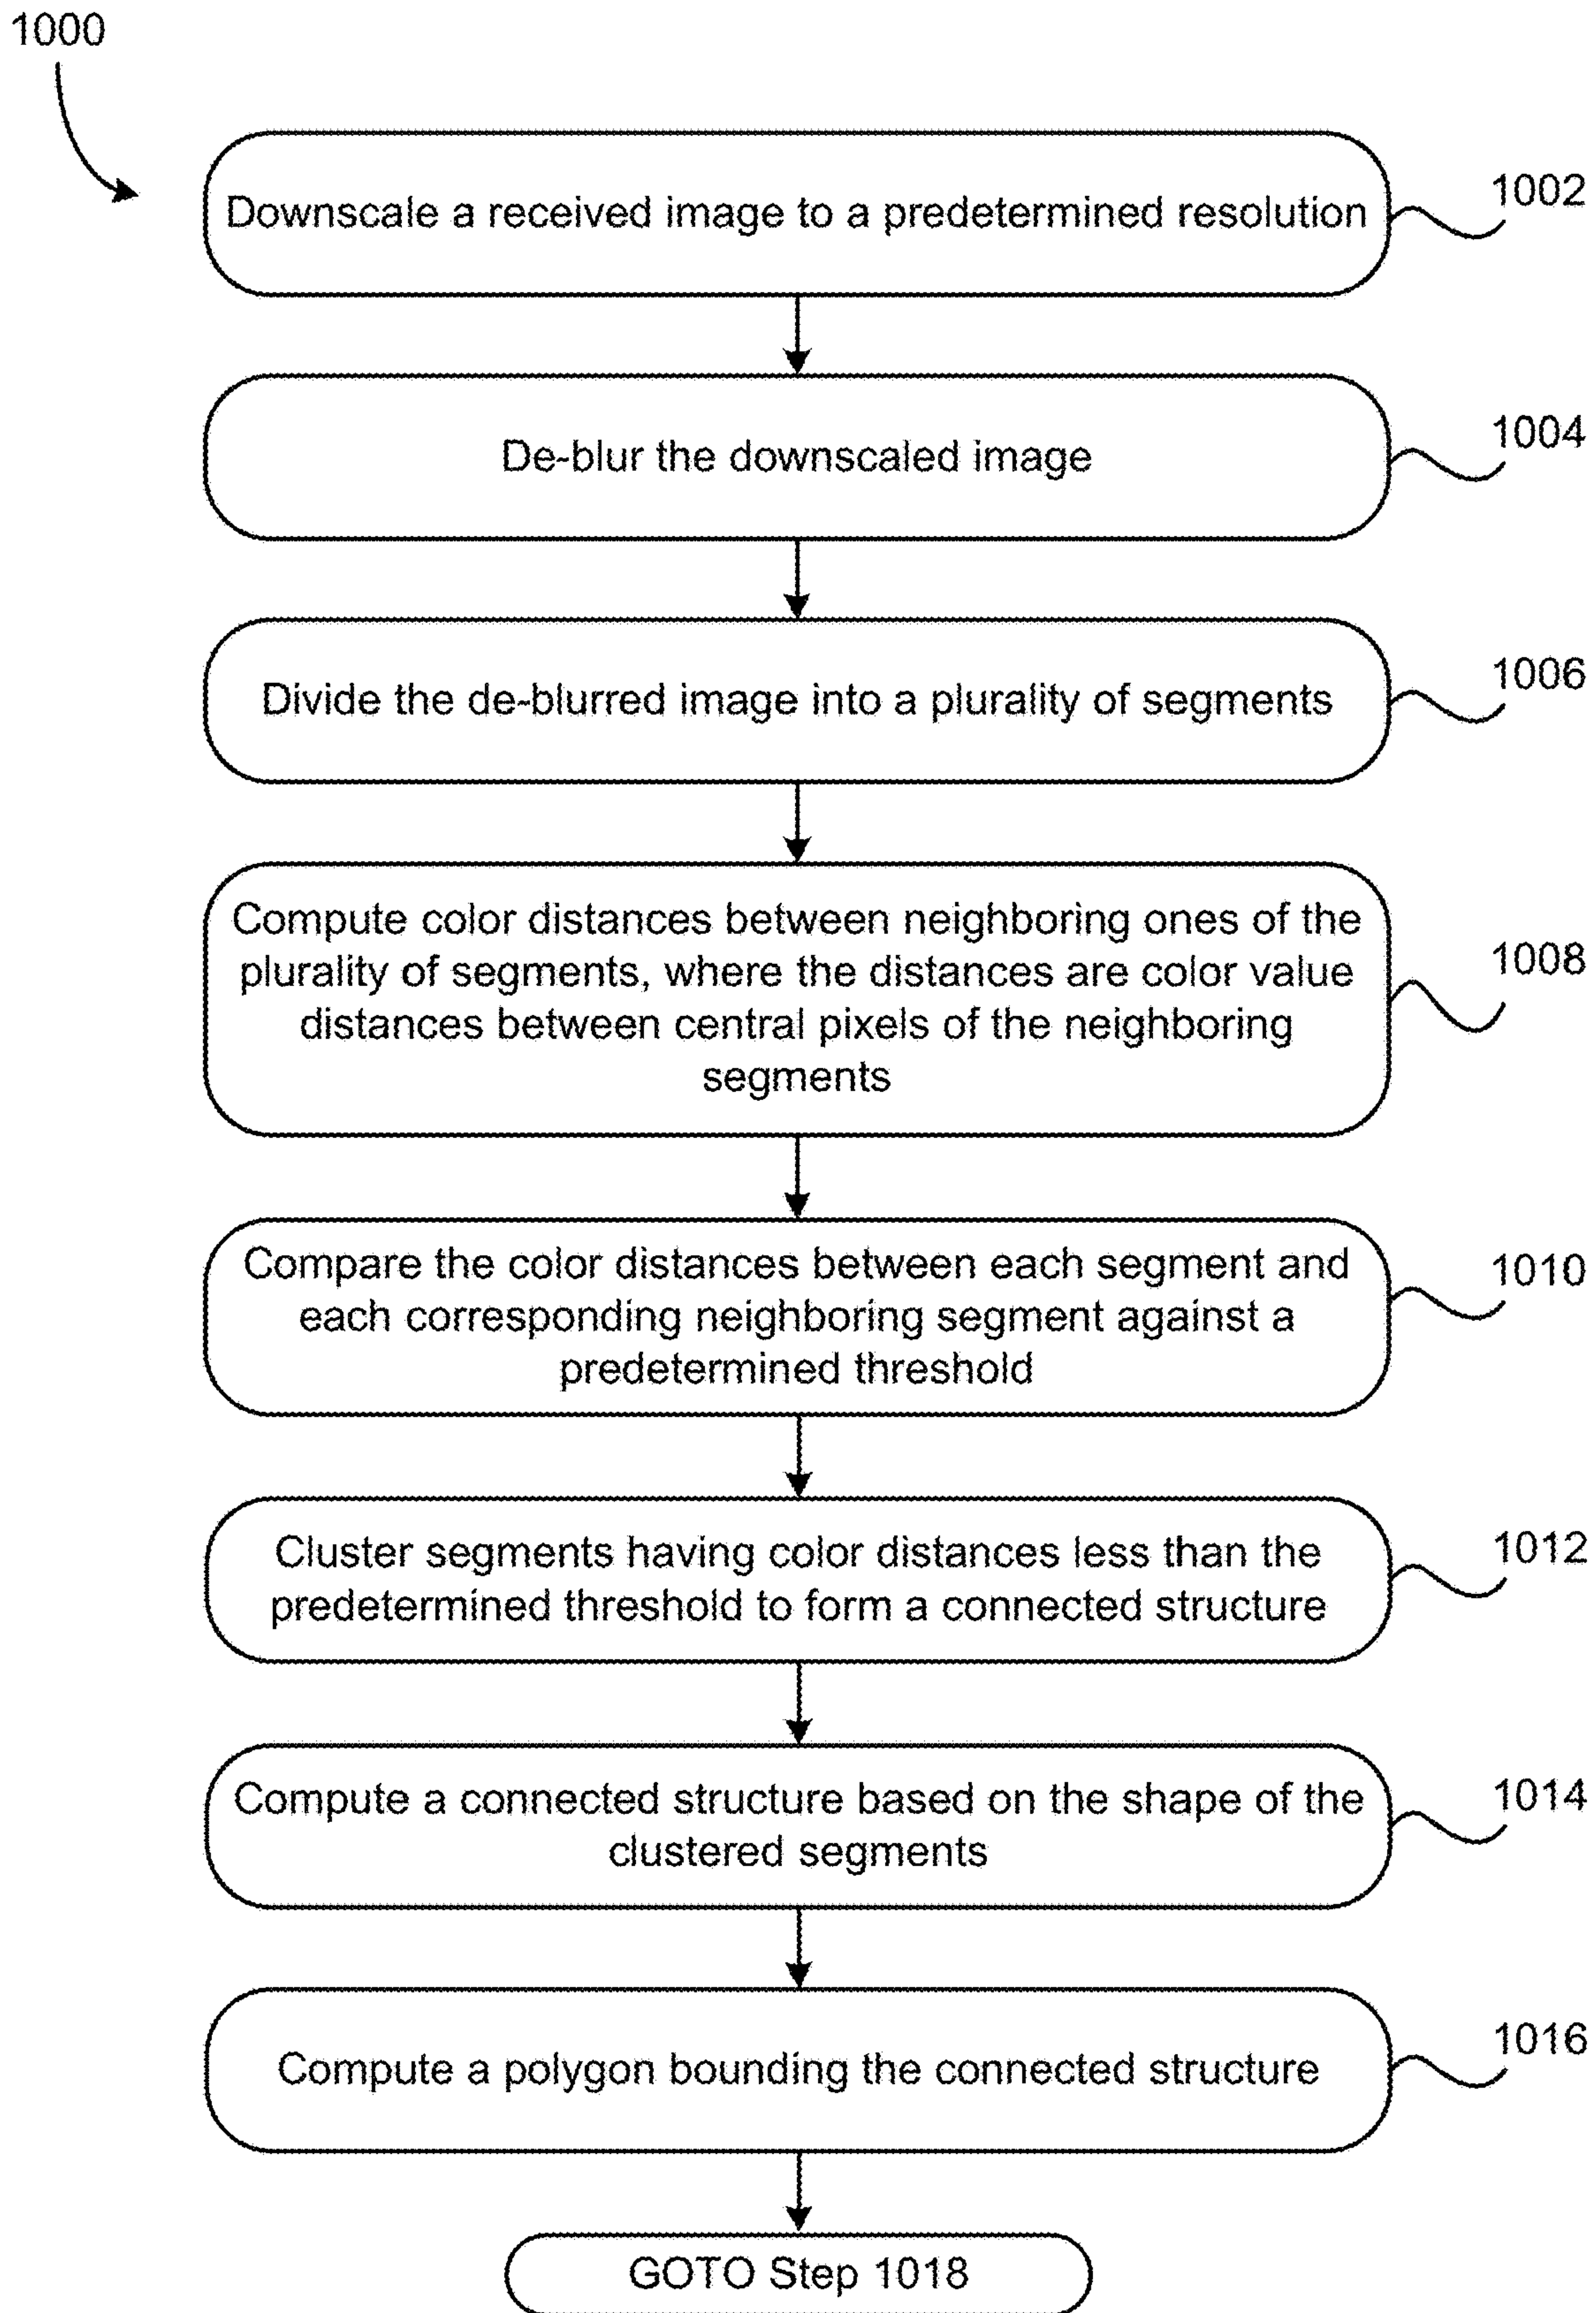 1000
Downscale a received image to a predetermined resolution
1002
De-blur the downscaled image
1004
Divide the de-blurred image into a plurality of segments
1006
Compute color distances between neighboring ones of the
plurality of segments, where the distances are color value
distances between central pixels of the neighboring
segments
1008
Compare the color distances between each segment and
each corresponding neighboring segment against a
predetermined threshold
1010
Cluster segments having color distances less than the
predetermined threshold to form a connected structure
1012
Compute a connected structure based on the shape of the
clustered segments
1014
Compute a polygon bounding the connected structure
1016
GOTO Step 1018